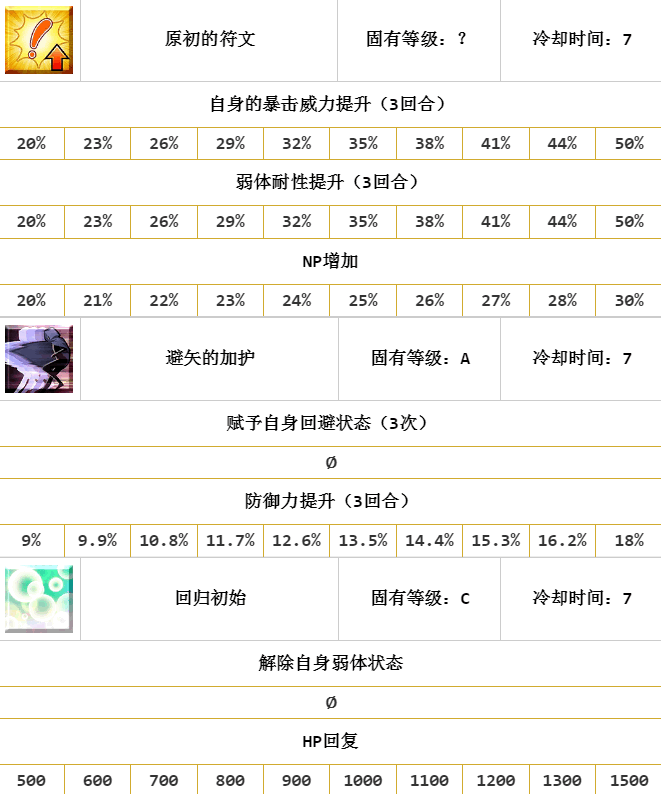 原初的符文 固有等级：？ 冷却时间：7
自身的暴击威力提升（3回合）
20% 23% 26% 29% 32% 35% 38% 41% 44% 50%
弱体耐性提升（3回合）
20% 23% 26% 29% 32% 35% 38% 41% 44% 50%
NP增加
20% 21% 22% 23% 24% 25% 26% 27% 28% 30%
避矢的加护 固有等级：A 冷却时间：7
赋予自身回避状态（3次）
Ø
防御力提升（3回合）
9% 9.9% 10.8% 11.7% 12.6% 13.5% 14.4% 15.3% 16.2% 18%
回归初始 固有等级：C 冷却时间：7
解除自身弱体状态
Ø
HP回复
500 600 700 800 900 1000 1100 1200 1300 1500